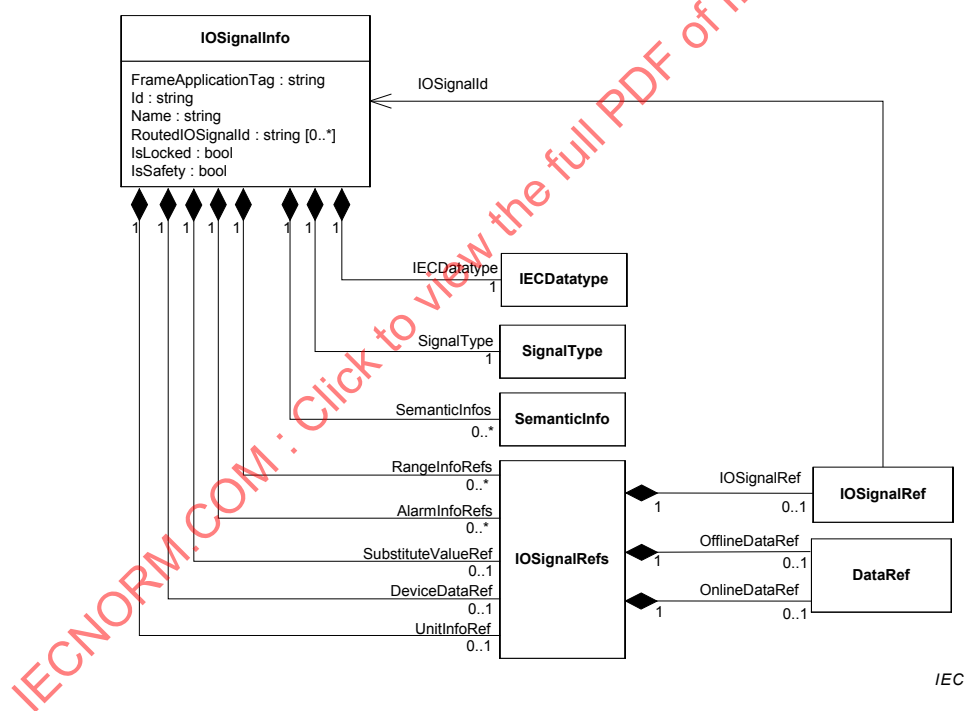 IOSignalInfo
FrameApplicationTag : string
Id : string
Name : string
RoutedIOSignalId : string [0..*]
IsLocked : bool
IsSafety : bool
IOSignalId
1 1 1 1 1 1 1 1
IECDatatype
1
IECDatatype
SignalType
1
SignalType
SemanticInfos
0..*
SemanticInfo
RangeInfoRefs
0..*
AlarmInfoRefs
0..*
SubstituteValueRef
0..1
DeviceDataRef
0..1
UnitInfoRef
0..1
IOSignalRefs
IOSignalRef
1 0..1
IOSignalRef
OfflineDataRef
1 0..1
OnlineDataRef
1 0..1
DataRef
IEC
IECNORM.COM : Click to view the full PDF of